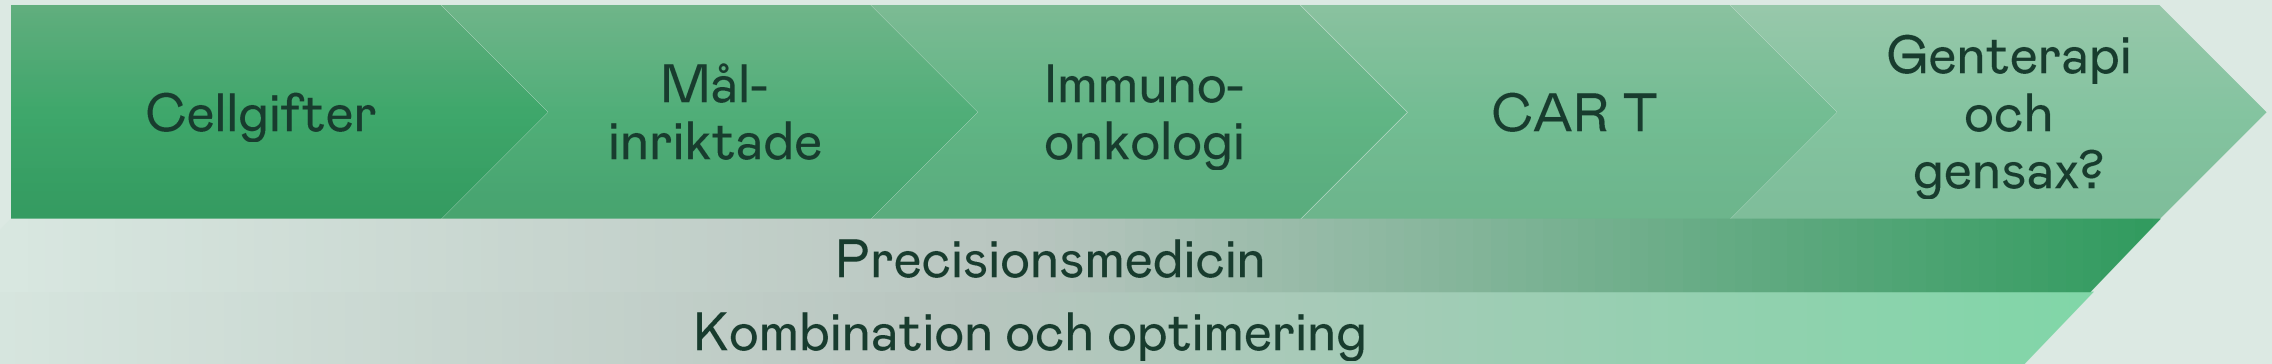 Cellgifter
Mål-
inriktade
Immuno-
onkologi
CAR T
Genterapi
och
gensax?
Precisionsmedicin
Kombination och optimering